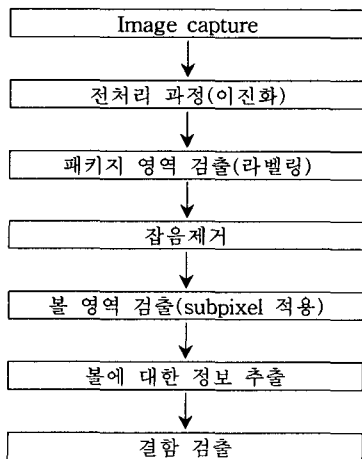 Image capture
전처리 과정(이진화)
패키지 영역 검출(라벨링)
잡음제거
볼 영역 검출(subpixel 적용)
볼에 대한 정보 추출
결함 검출